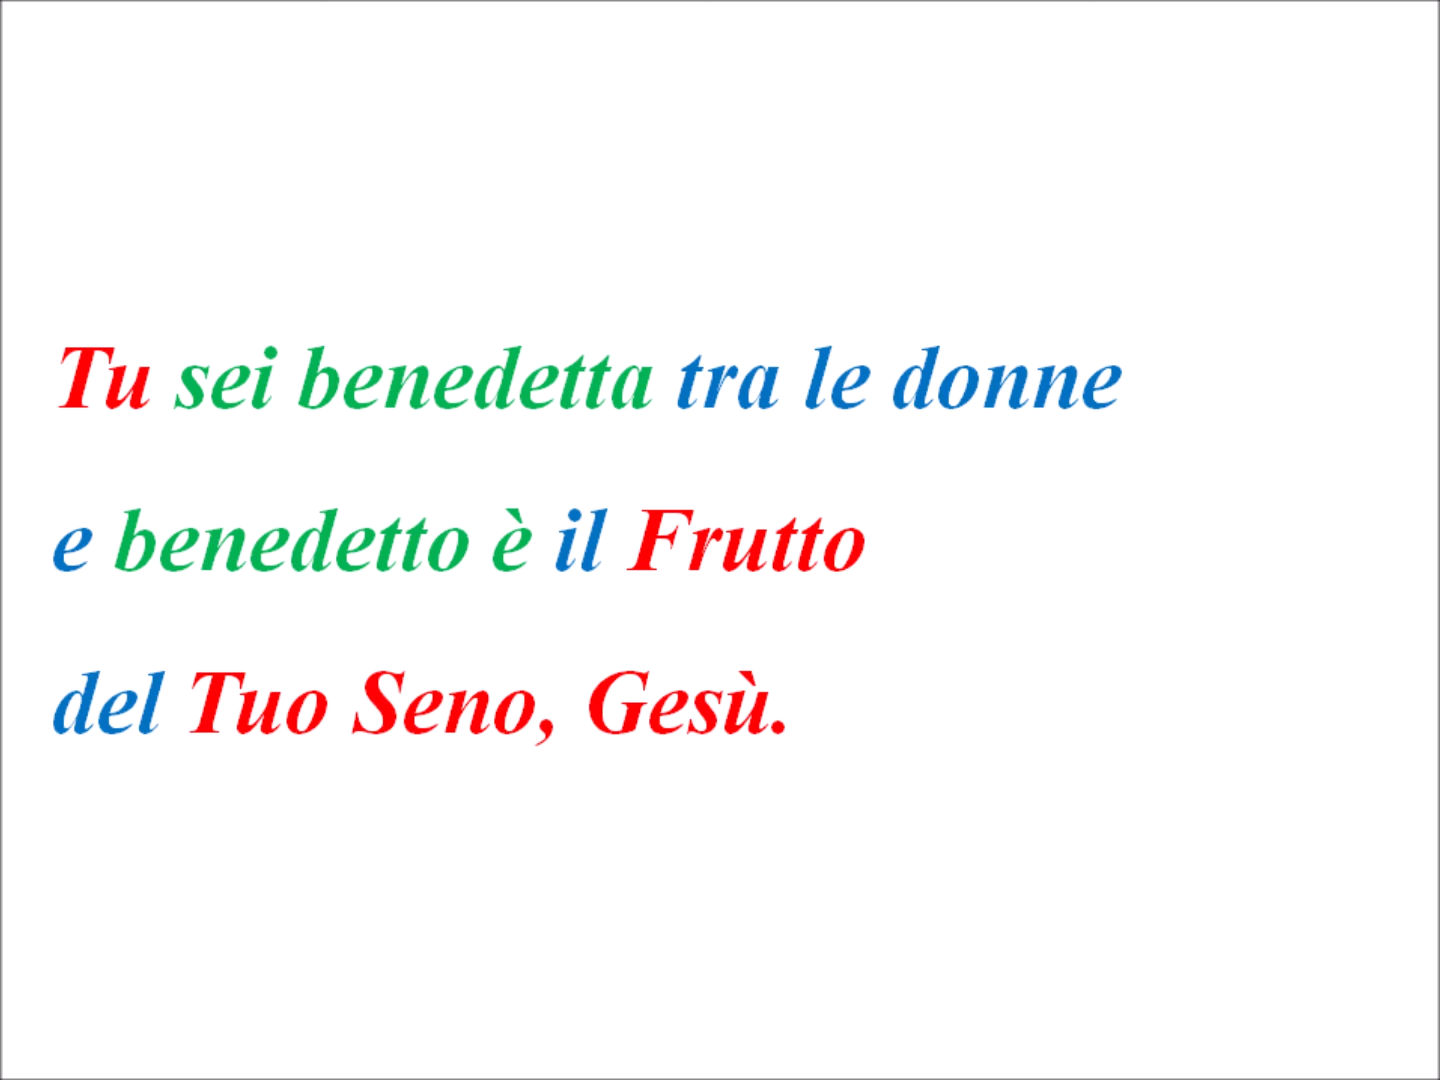 Tu sei benedetta tra le donne
e benedetto è il Frutto
del Tuo Seno, Gesù.